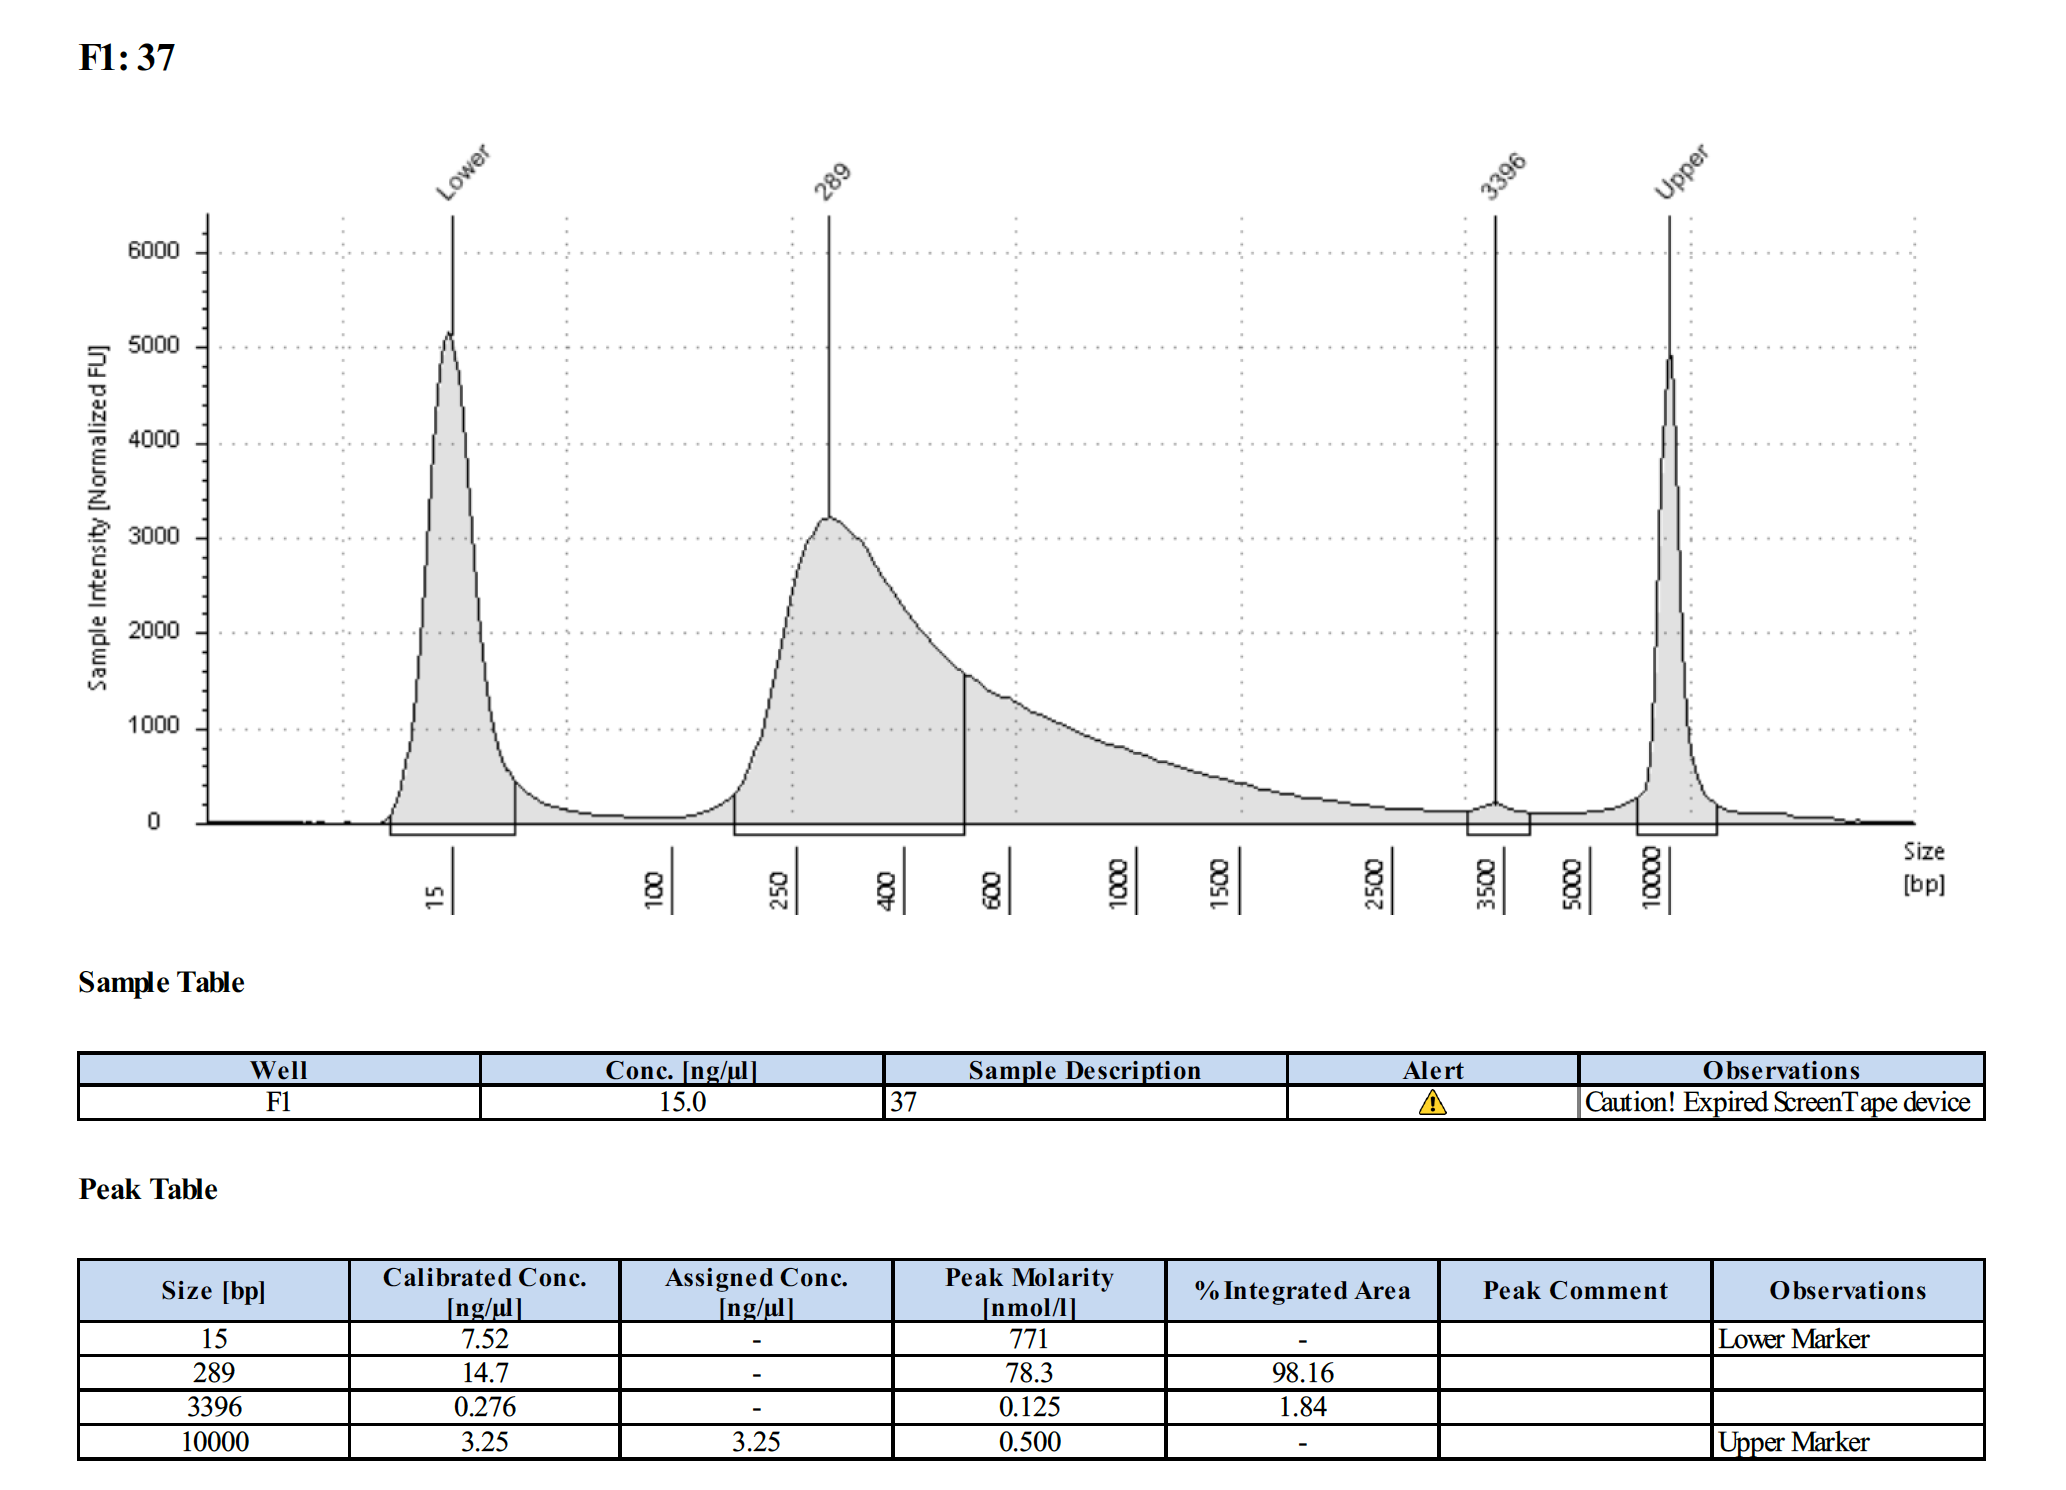 F1: 37
Lower
289
3396
Upper
Sample Intensity [Normalized FU]
6000
5000
4000
3000
2000
1000
0
15
100
250
400
600
1000
1500
2500
3500
5000
10000
Size
[bp]
Sample Table
Well Conc. [ng/µl] Sample Description Alert Observations
F1 15.0 37 Caution! Expired ScreenTape device
Peak Table
Size [bp] Calibrated Conc. [ng/µl] Assigned Conc. [ng/µl] Peak Molarity [nmol/l] % Integrated Area Peak Comment Observations
15 7.52 - 771 - Lower Marker
289 14.7 - 78.3 98.16
3396 0.276 - 0.125 1.84
10000 3.25 3.25 0.500 - Upper Marker